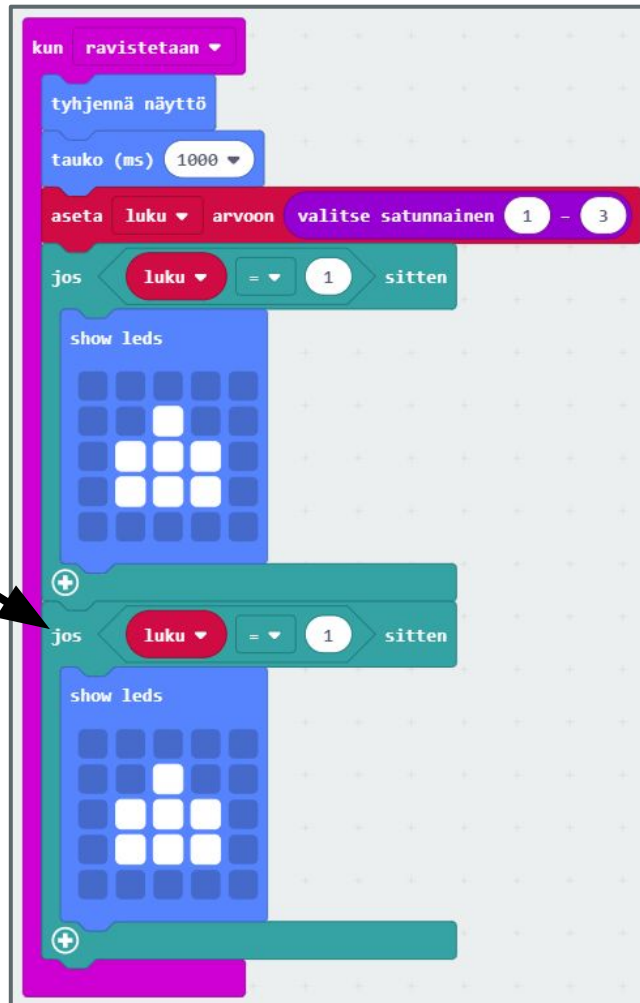 kun ravistetaan
tyhjennä näyttö
tauko (ms) 1000
aseta luku arvoon valitse satunnainen 1 - 3
jos luku = 1 sitten
show leds
jos luku = 1 sitten
show leds